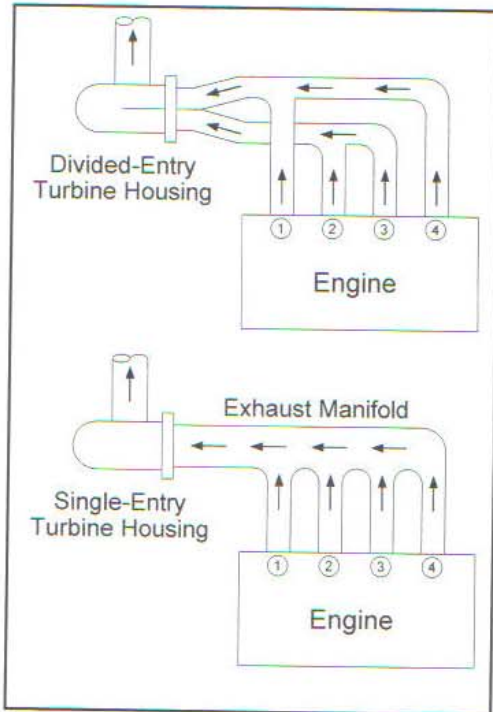 Divided-Entry
Turbine Housing
1 2 3 4
Engine
Exhaust Manifold
Single-Entry
Turbine Housing
1 2 3 4
Engine